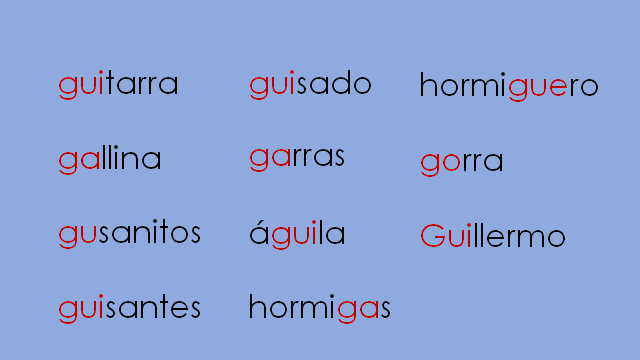 guitarra guisado hormiguero
gallina garras gorra
gusanitos águila Guillermo
guisantes hormigas